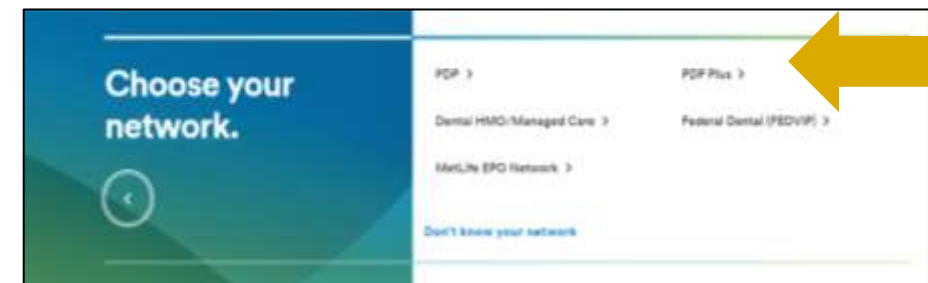 Choose your
network.
PDP >
PDP Plus >
Dental HMO/Managed Care >
Federal Dental (FEDVIP) >
MetLife EPO Network >
Don't know your network